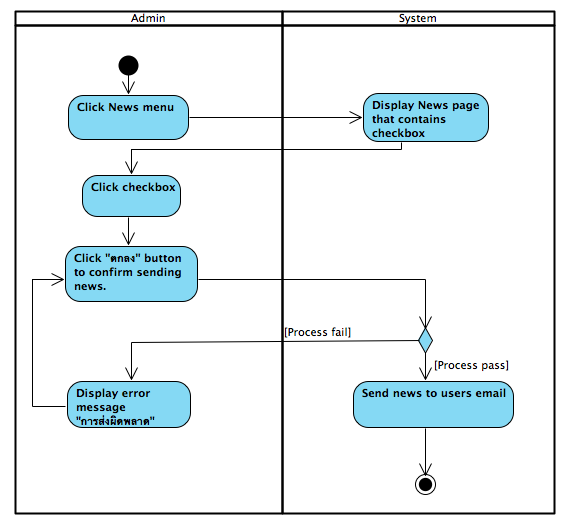 Admin
System
Click News menu
Display News page
that contains
checkbox
Click checkbox
Click "ตกลง" button
to confirm sending
news.
[Process fail]
[Process pass]
Display error
message
"การส่งผิดพลาด"
Send news to users email